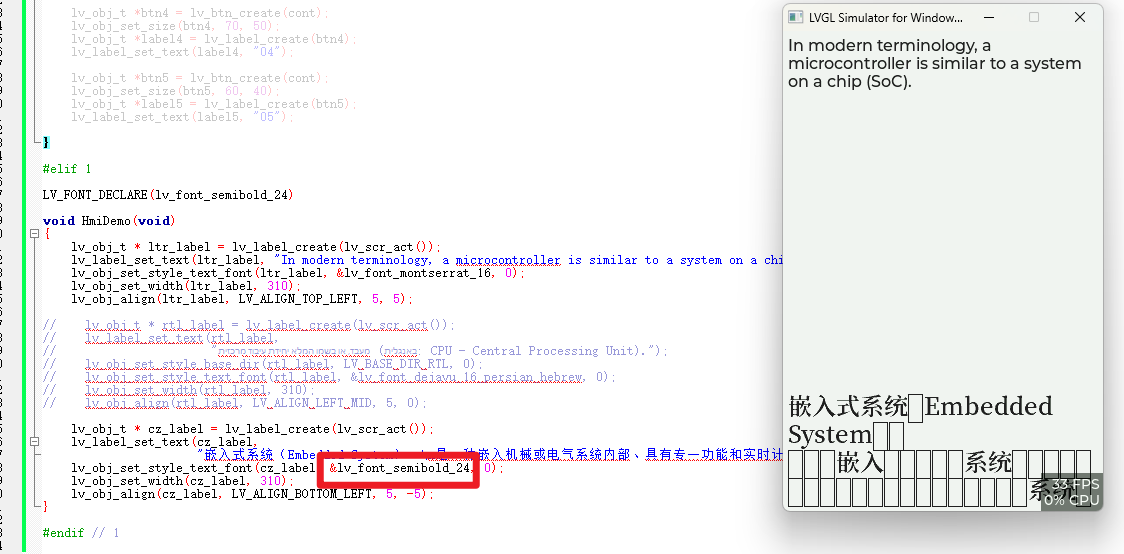 lv_obj_t *btn4 = lv_btn_create(cont);
lv_obj_set_size(btn4, 70, 50);
lv_obj_t *label4 = lv_label_create(btn4);
lv_label_set_text(label4, "04");
lv_obj_t *btn5 = lv_btn_create(cont);
lv_obj_set_size(btn5, 60, 40);
lv_obj_t *label5 = lv_label_create(btn5);
lv_label_set_text(label5, "05");
}
#elif 1
LV_FONT_DECLARE(lv_font_semibold_24)
void HmiDemo(void)
{
lv_obj_t * ltr_label = lv_label_create(lv_scr_act());
lv_label_set_text(ltr_label, "In modern terminology, a microcontroller is similar to a system on a chi
lv_obj_set_style_text_font(ltr_label, &lv_font_montserrat_16, 0);
lv_obj_set_width(ltr_label, 310);
lv_obj_align(ltr_label, LV_ALIGN_TOP_LEFT, 5, 5);
// lv_obj_t * rtl_label = lv_label_create(lv_scr_act());
// lv_label_set_text(rtl_label,
// (באנגלית: CPU - Central Processing Unit).");
// lv_obj_set_style_base_dir(rtl_label, LV_BASE_DIR_RTL, 0);
// lv_obj_set_style_text_font(rtl_label, &lv_font_dejavu_16_persian_hebrew, 0);
// lv_obj_set_width(rtl_label, 310);
// lv_obj_align(rtl_label, LV_ALIGN_LEFT_MID, 5, 0);
lv_obj_t * cz_label = lv_label_create(lv_scr_act());
lv_label_set_text(cz_label,
"嵌入式系统（Embedded 嵌入机械或电气系统内部、具有专一功能和实时计
lv_obj_set_style_text_font(cz_label &lv_font_semibold_24, 0);
lv_obj_set_width(cz_label, 310);
lv_obj_align(cz_label, LV_ALIGN_BOTTOM_LEFT, 5, -5);
}
#endif // 1
LVGL Simulator for Window...
In modern terminology, a
microcontroller is similar to a system
on a chip (SoC).
嵌入式系统 Embedded
System
嵌入 系统
系统
33 FPS
0% CPU